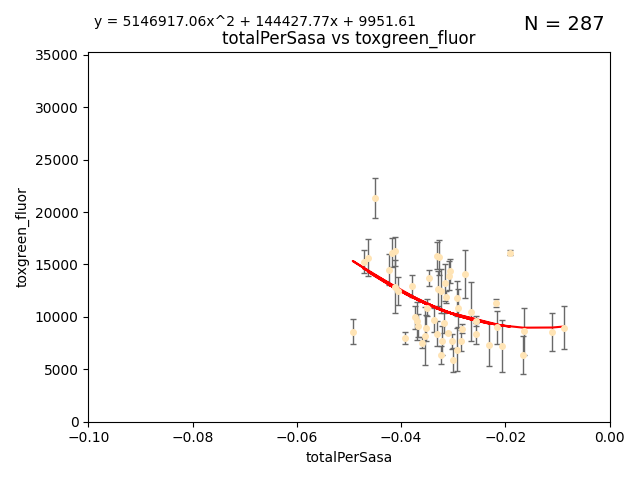 y = 5146917.06x^2 + 144427.77x + 9951.61
N = 287
totalPerSasa vs toxgreen_fluor
35000
30000
25000
20000
15000
10000
5000
0
toxgreen_fluor
−0.10 −0.08 −0.06 −0.04 −0.02 0.00
totalPerSasa